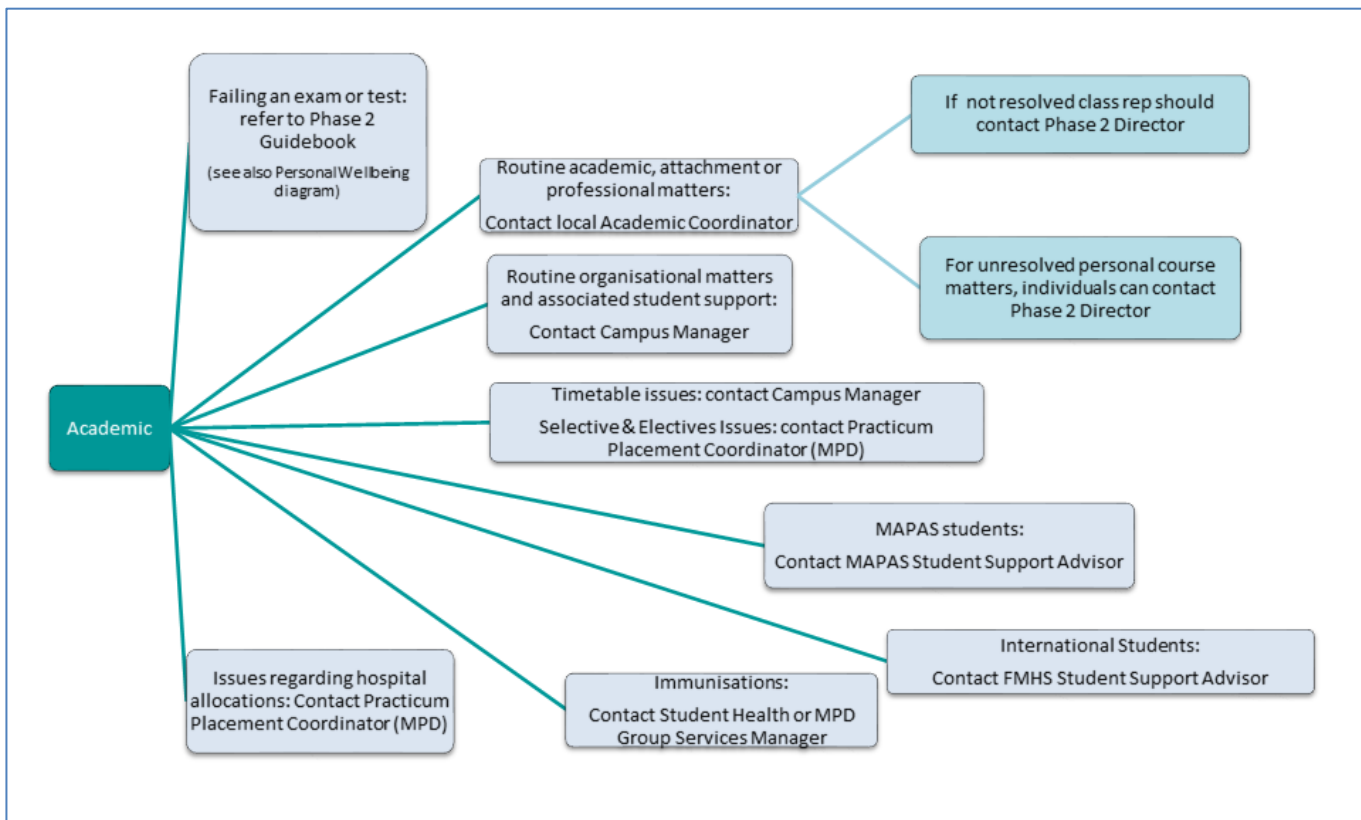 Failing an exam or test:
refer to Phase 2
Guidebook
(see also Personal Wellbeing
diagram)
Routine academic, attachment or
professional matters:
Contact local Academic Coordinator
If not resolved class rep should
contact Phase 2 Director
For unresolved personal course
matters, individuals can contact
Phase 2 Director
Routine organisational matters
and associated student support:
Contact Campus Manager
Academic
Timetable issues: contact Campus Manager
Selective & Electives Issues: contact Practicum
Placement Coordinator (MPD)
MAPAS students:
Contact MAPAS Student Support Advisor
International Students:
Contact FMHS Student Support Advisor
Immunisations:
Contact Student Health or MPD
Group Services Manager
Issues regarding hospital
allocations: Contact Practicum
Placement Coordinator (MPD)